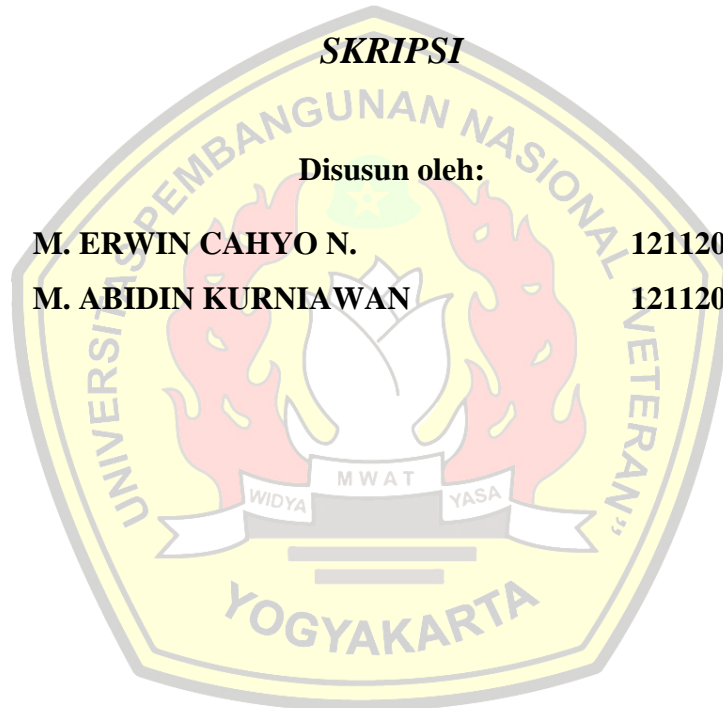 SKRIPSI
UNIVERSITAS PEMBANGUNAN NASIONAL "VETERAN"
Disusun oleh:
M. ERWIN CAHYO N. 121120
M. ABIDIN KURNIAWAN 121120
WIDYA MWAT YASA
YOGYAKARTA